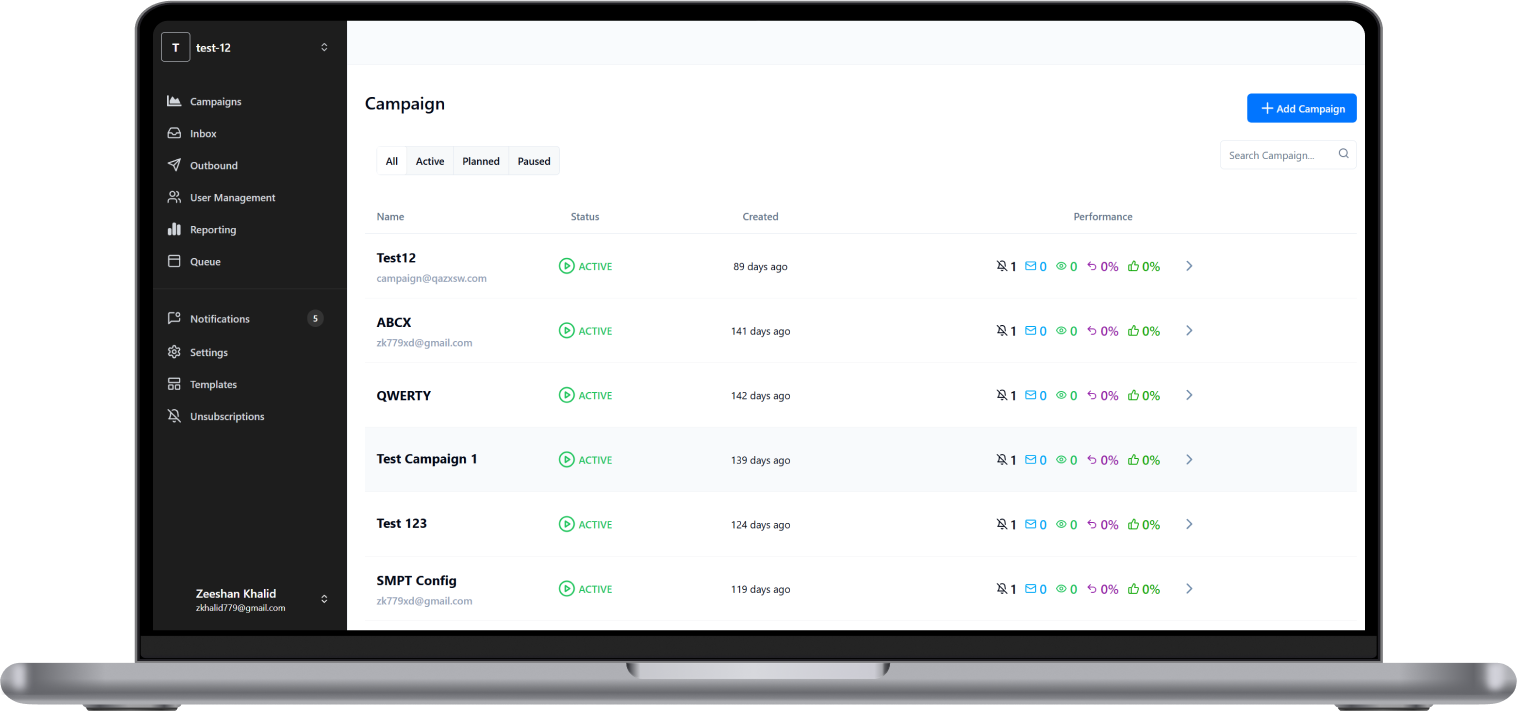 T test-12
Campaigns
Inbox
Outbound
User Management
Reporting
Queue
Notifications 5
Settings
Templates
Unsubscriptions
Zeeshan Khalid
zkhalid779@gmail.com
Campaign
Add Campaign
All Active Planned Paused
Search Campaign...
Name Status Created Performance
Test12
campaign@qazxsw.com
ACTIVE 89 days ago 1 0 0 0% 0%
ABCX
zk779xd@gmail.com
ACTIVE 141 days ago 1 0 0 0% 0%
QWERTY ACTIVE 142 days ago 1 0 0 0% 0%
Test Campaign 1 ACTIVE 139 days ago 1 0 0 0% 0%
Test 123 ACTIVE 124 days ago 1 0 0 0% 0%
SMPT Config
zk779xd@gmail.com
ACTIVE 119 days ago 1 0 0 0% 0%